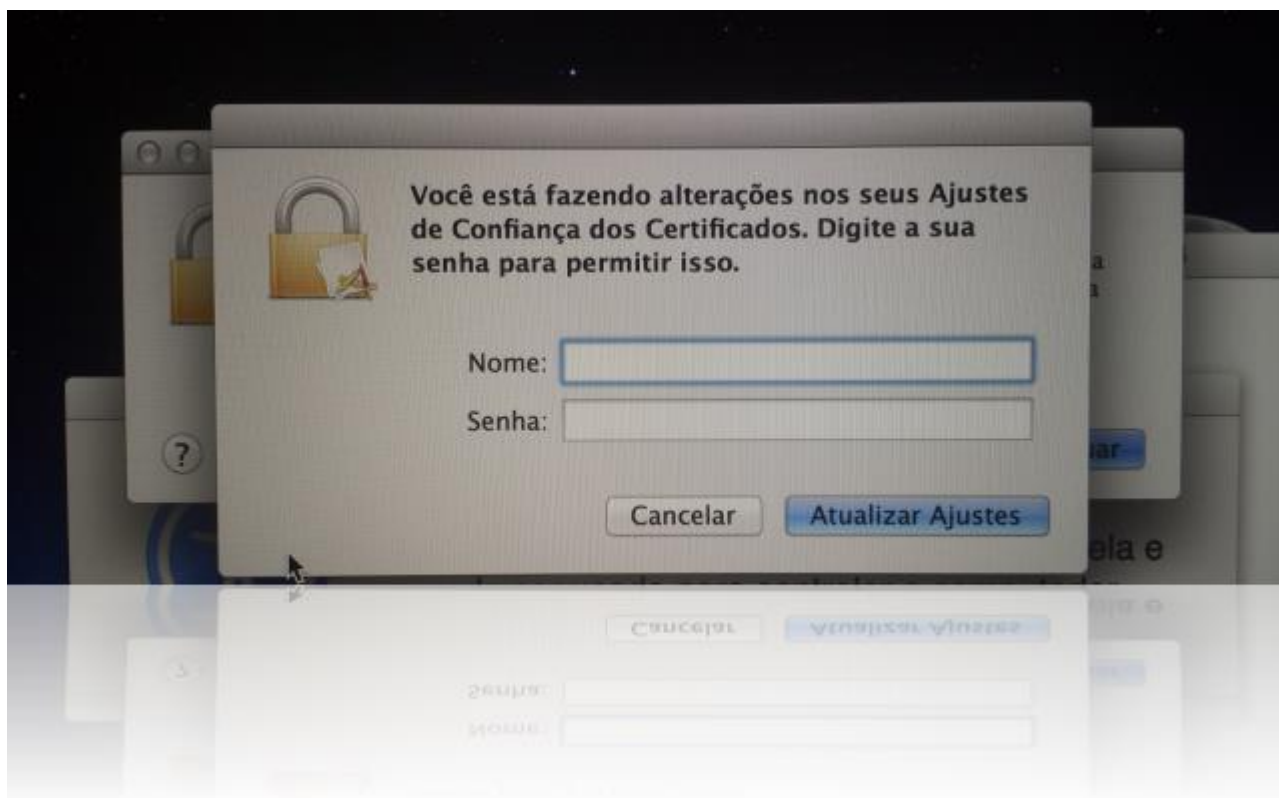 Você está fazendo alterações nos seus Ajustes
de Confiança dos Certificados. Digite a sua
senha para permitir isso.
Nome:
Senha:
?
Cancelar
Atualizar Ajustes
ela e